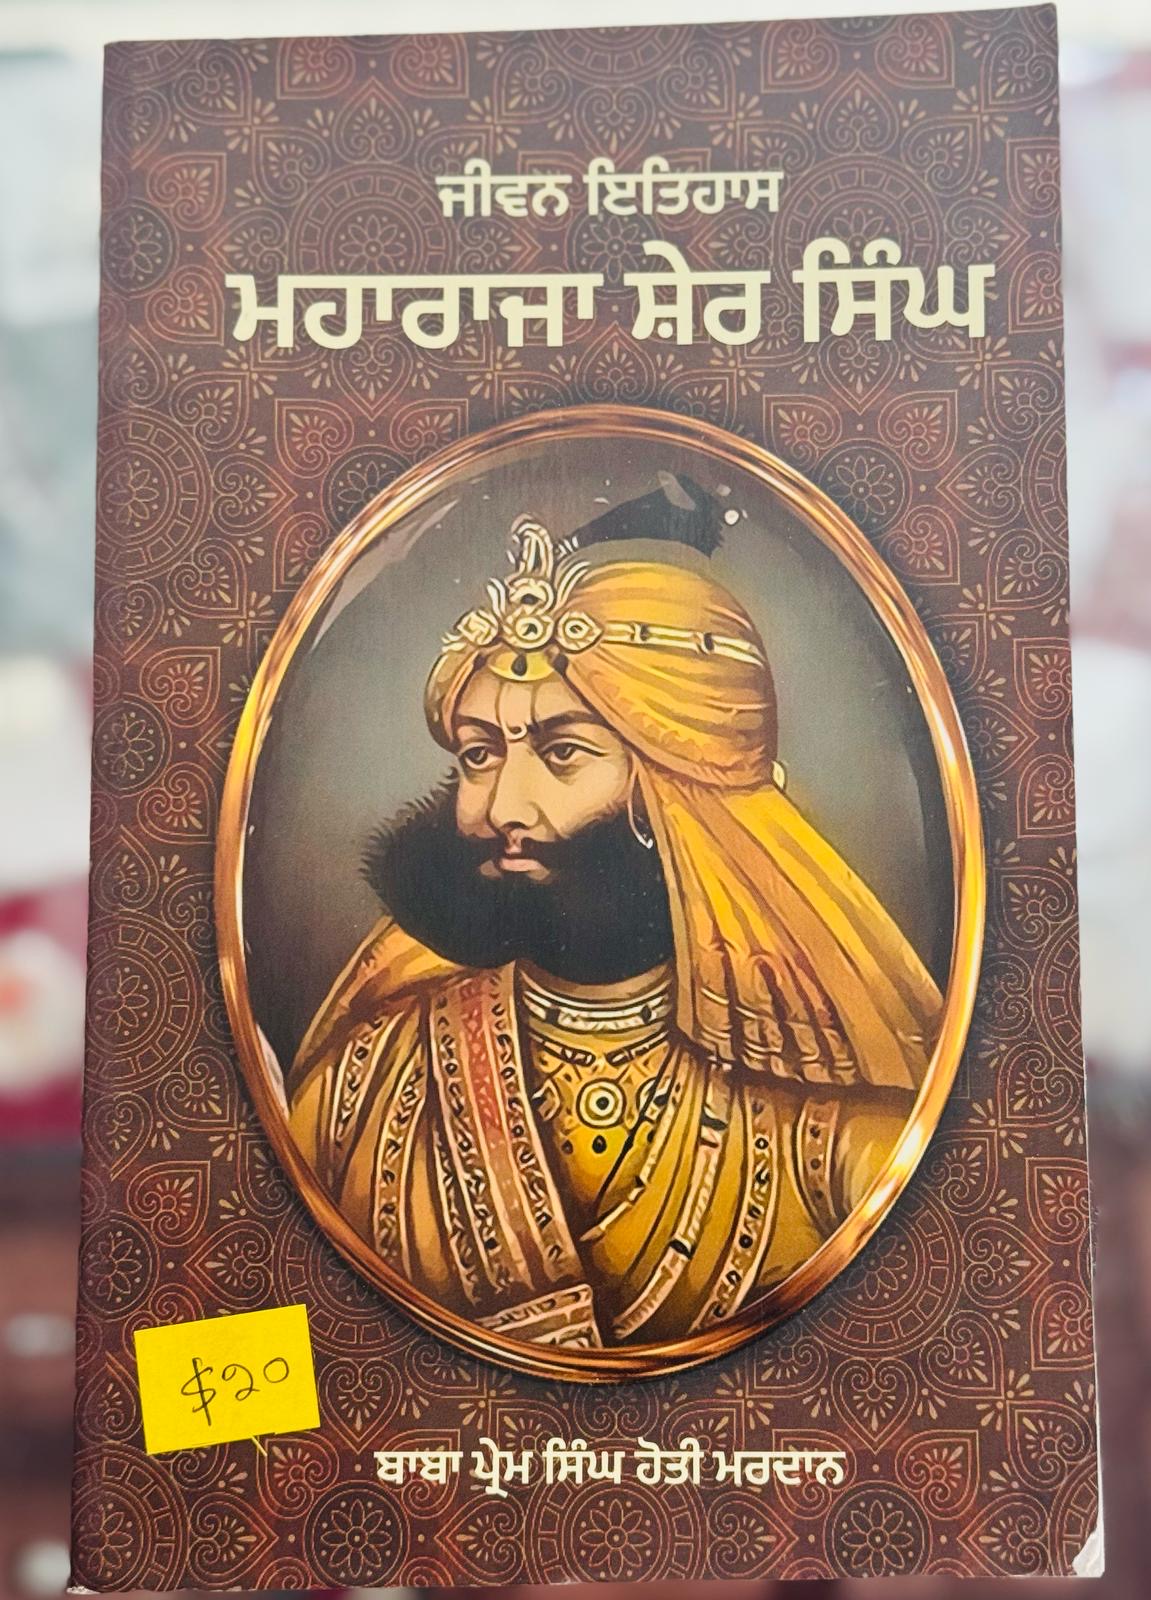 ਜੀਵਨ ਇਤਿਹਾਸ
ਮਹਾਰਾਜਾ ਸ਼ੇਰ ਸਿੰਘ
$20
ਬਾਬਾ ਪ੍ਰੇਮ ਸਿੰਘ ਹੋਤੀ ਮਰਦਾਨ